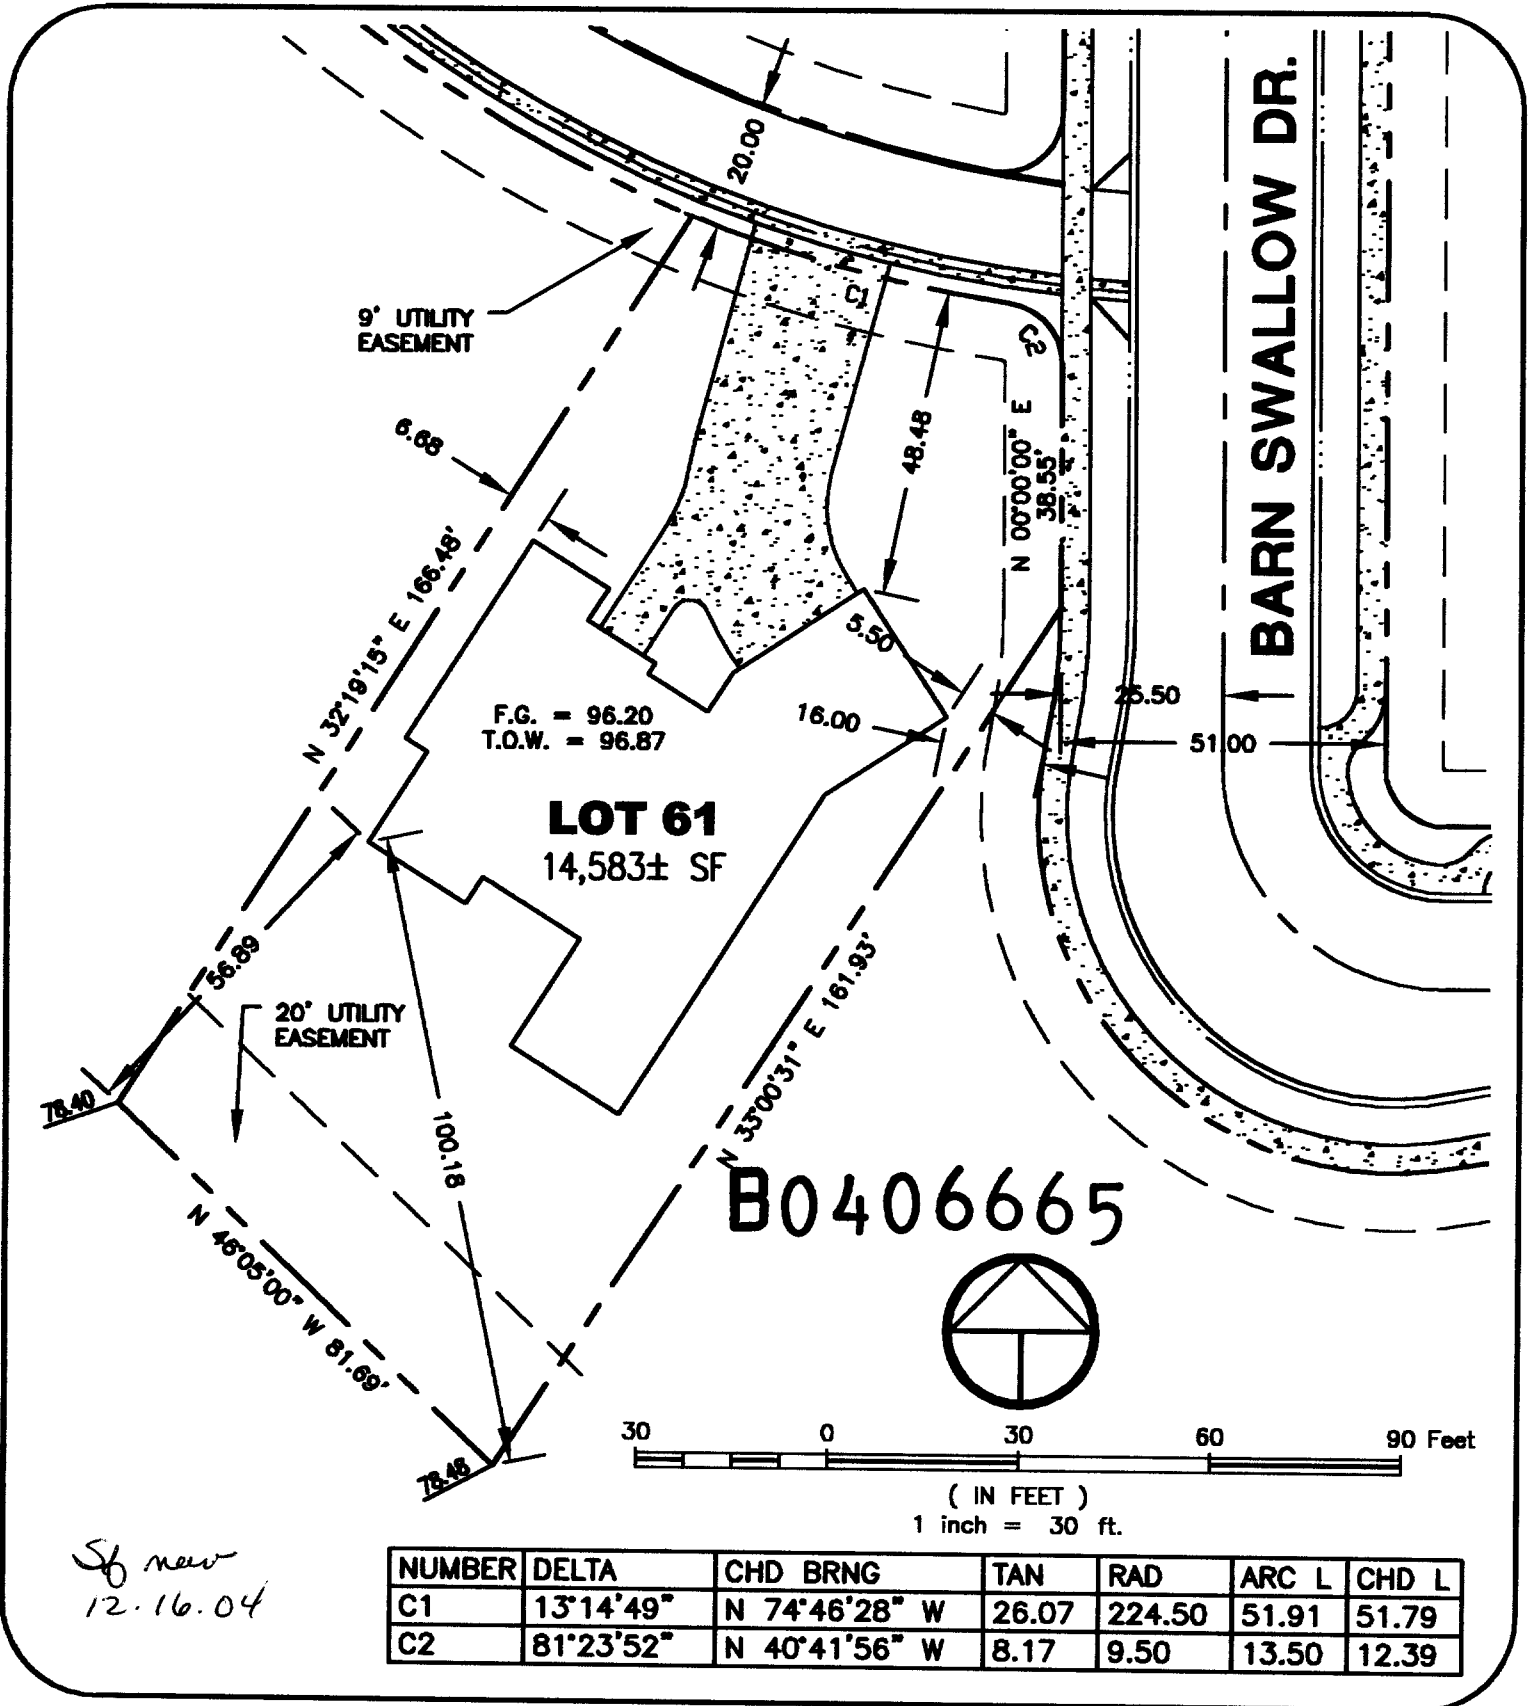 BARN SWALLOW DR.
20.00
C1
C2
9' UTILITY
EASEMENT
6.68
48.48
N 00°00'00" E
38.55'
N 32°19'15" E 166.48'
5.50
16.00
25.50
51.00
F.G. = 96.20
T.O.W. = 96.87
LOT 61
14,583± SF
56.89
20' UTILITY
EASEMENT
78.40
100.18
N 33°00'31" E 161.93'
N 46°05'00" W 81.69'
78.48
B0406665
30 0 30 60 90 Feet
( IN FEET )
1 inch = 30 ft.
12.16.04
NUMBER DELTA CHD BRNG TAN RAD ARC L CHD L
C1 13°14'49" N 74°46'28" W 26.07 224.50 51.91 51.79
C2 81°23'52" N 40°41'56" W 8.17 9.50 13.50 12.39